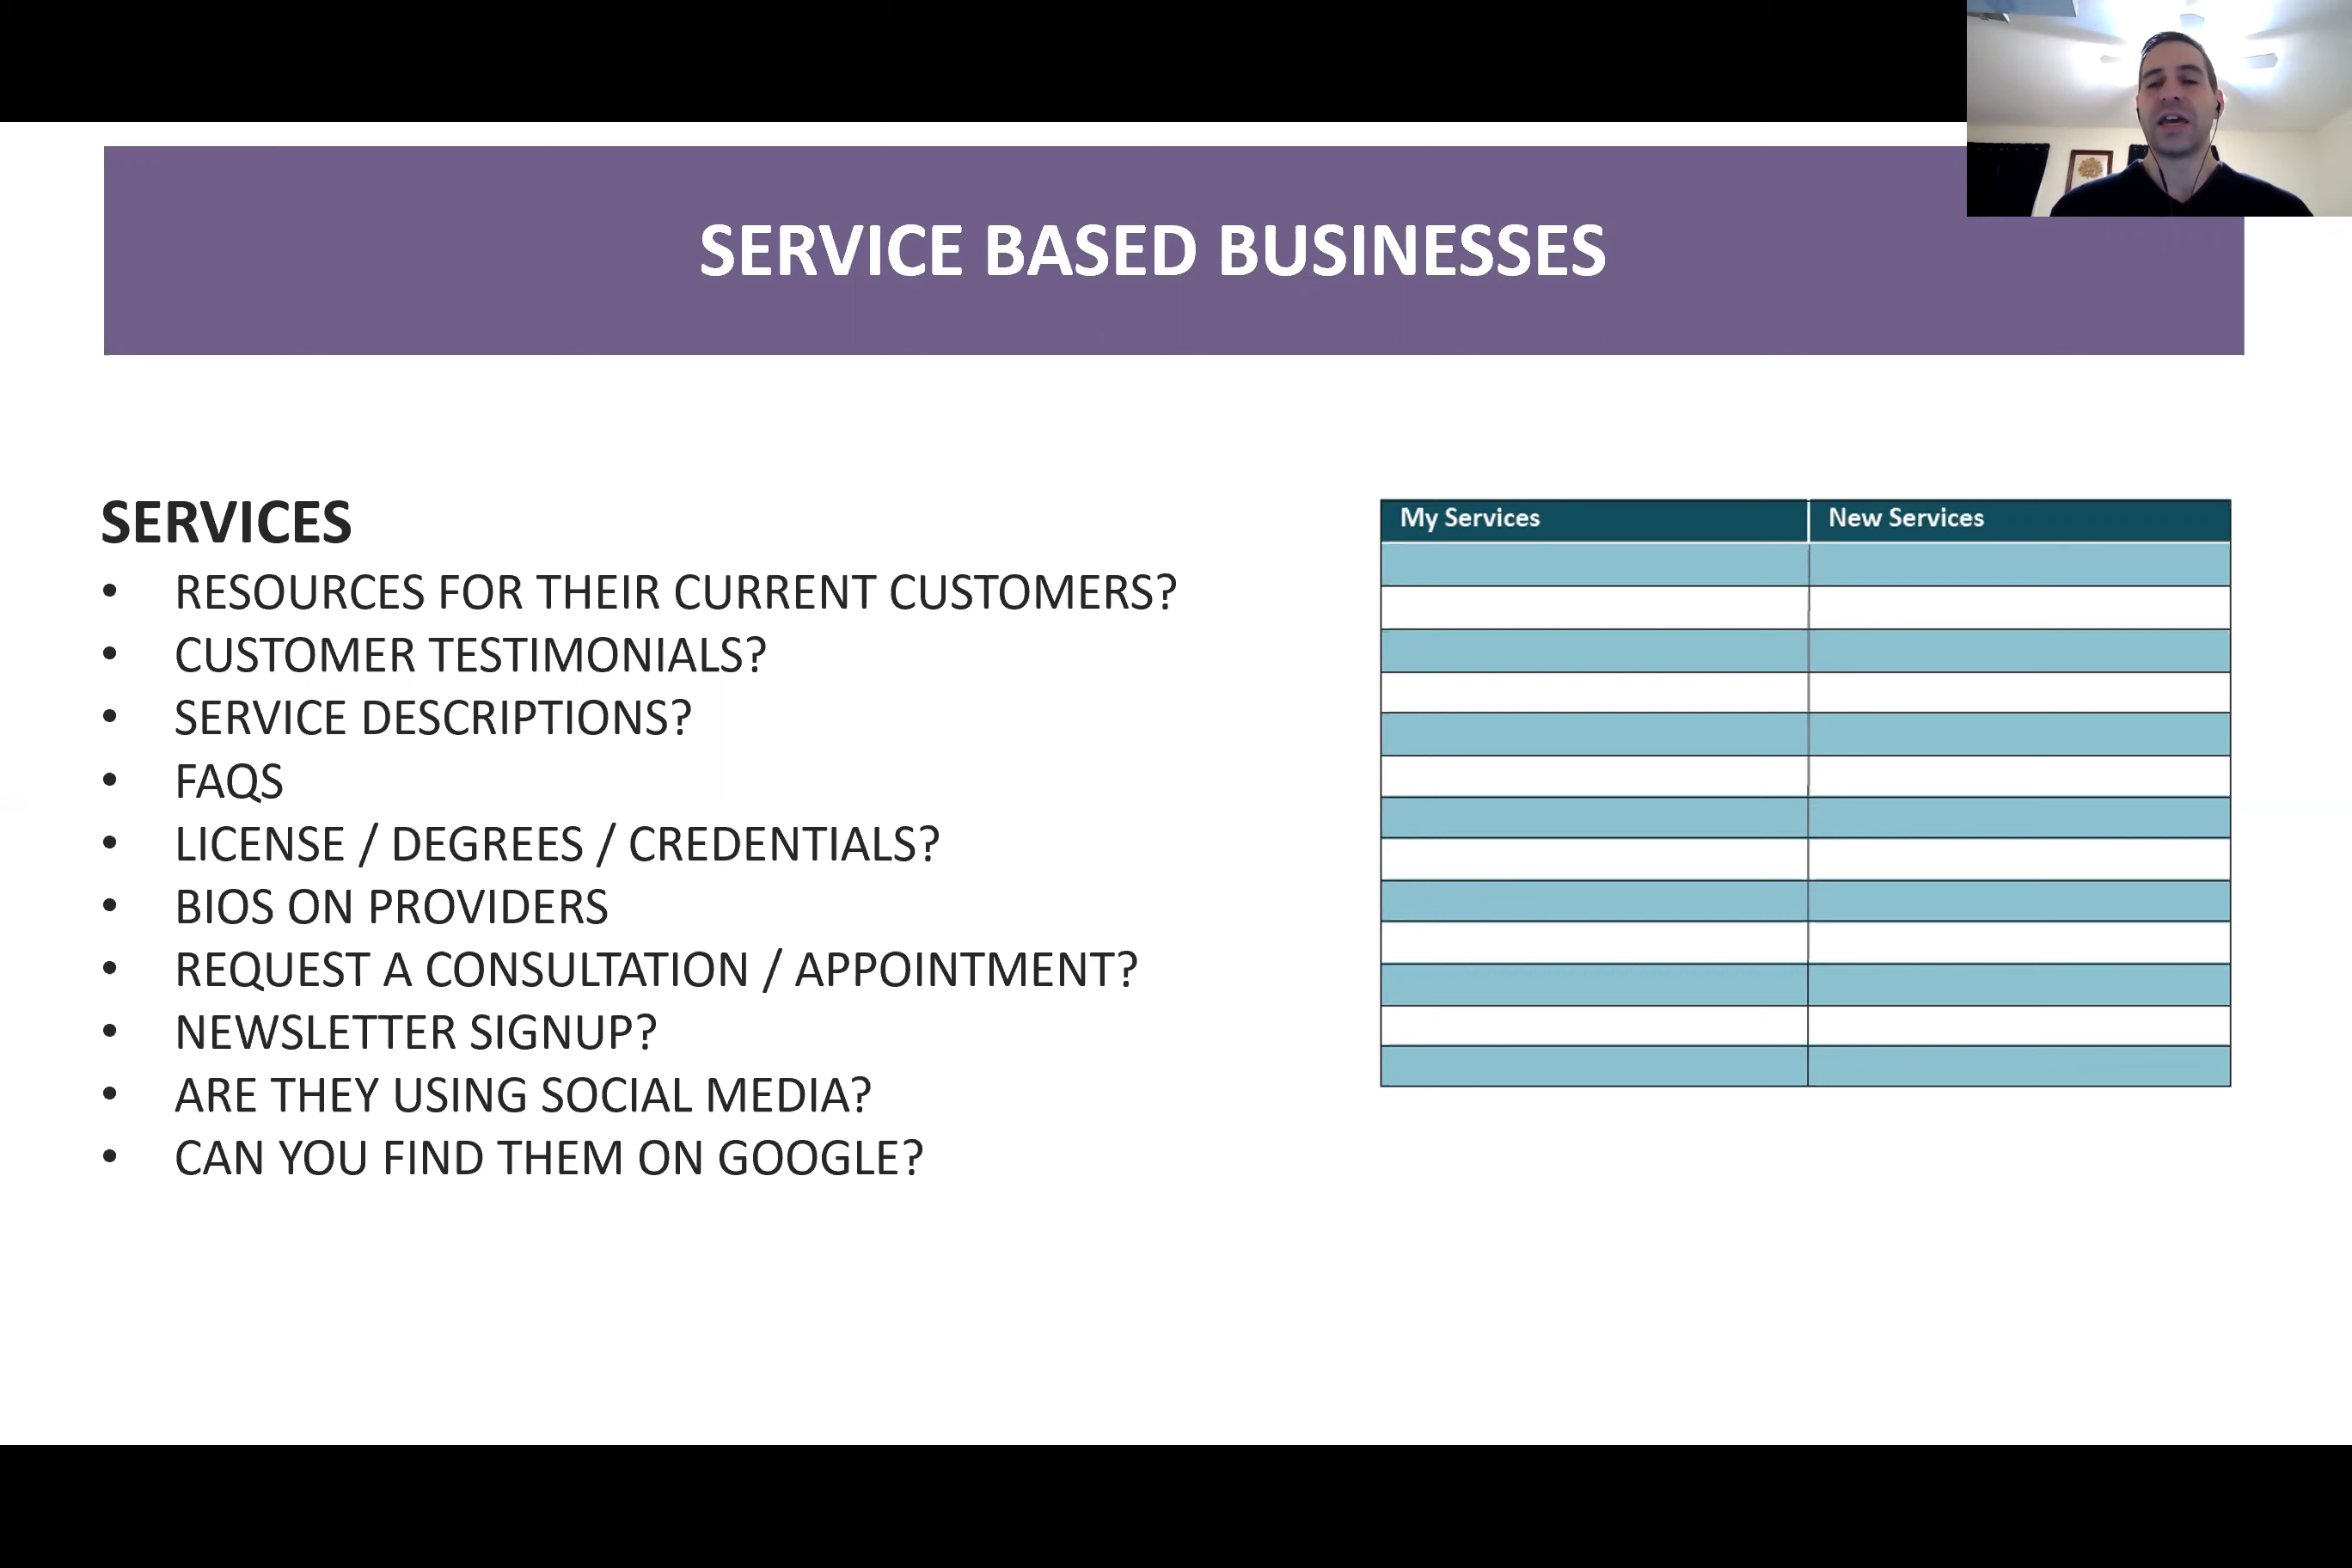 SERVICE BASED BUSINESSES
SERVICES
• RESOURCES FOR THEIR CURRENT CUSTOMERS?
• CUSTOMER TESTIMONIALS?
• SERVICE DESCRIPTIONS?
• FAQS
• LICENSE / DEGREES / CREDENTIALS?
• BIOS ON PROVIDERS
• REQUEST A CONSULTATION / APPOINTMENT?
• NEWSLETTER SIGNUP?
• ARE THEY USING SOCIAL MEDIA?
• CAN YOU FIND THEM ON GOOGLE?
My Services New Services